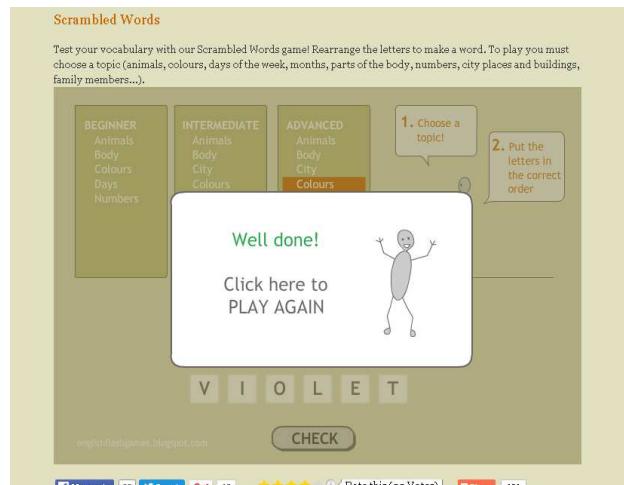 Scrambled Words
Test your vocabulary with our Scrambled Words game! Rearrange the letters to make a word. To play you must
choose a topic (animals, colours, days of the week, months, parts of the body, numbers, city places and buildings,
family members...).
BEGINNER
Animals
Body
Colours
Days
Numbers
INTERMEDIATE
Animals
Body
City
Colours
ADVANCED
Animals
Body
City
Colours
1. Choose a
topic!
2. Put the
letters in
the correct
order
Well done!
Click here to
PLAY AGAIN
V I O L E T
CHECK
englishflashgames.blogspot.com